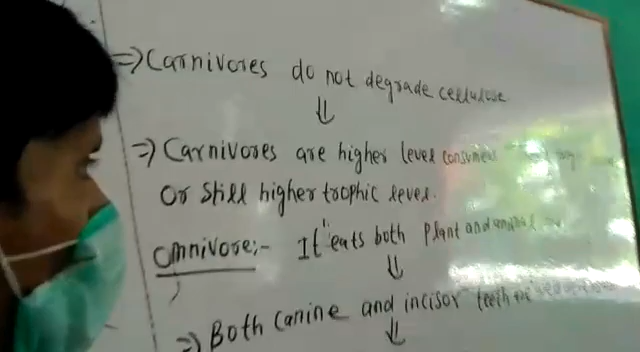 => Carnivores do not degrade cellulose
⇓
=> Carnivores are higher level consumers
Or still higher trophic level.
Omnivore:- It eats both plant and animal
⇓
=> Both canine and incisor teeth
⇓